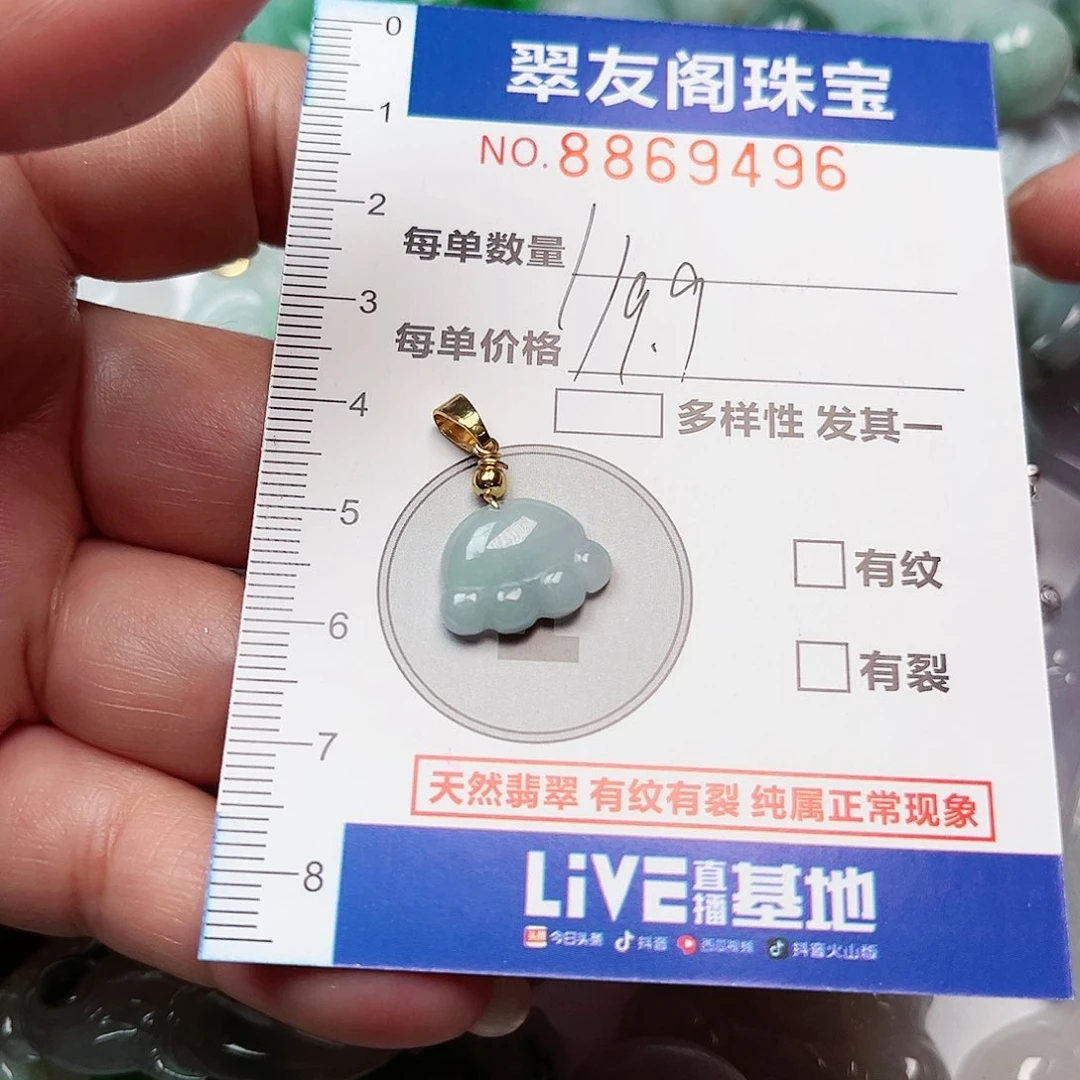 0
翠友阁珠宝
1
NO.8869496
2
每单数量 1
3
每单价格 19.9
4
多样性 发其一
5
有纹
6
有裂
7
天然翡翠 有纹有裂 纯属正常现象
8
LiVE直播基地
头条 今日头条 抖音 西瓜视频 抖音火山版